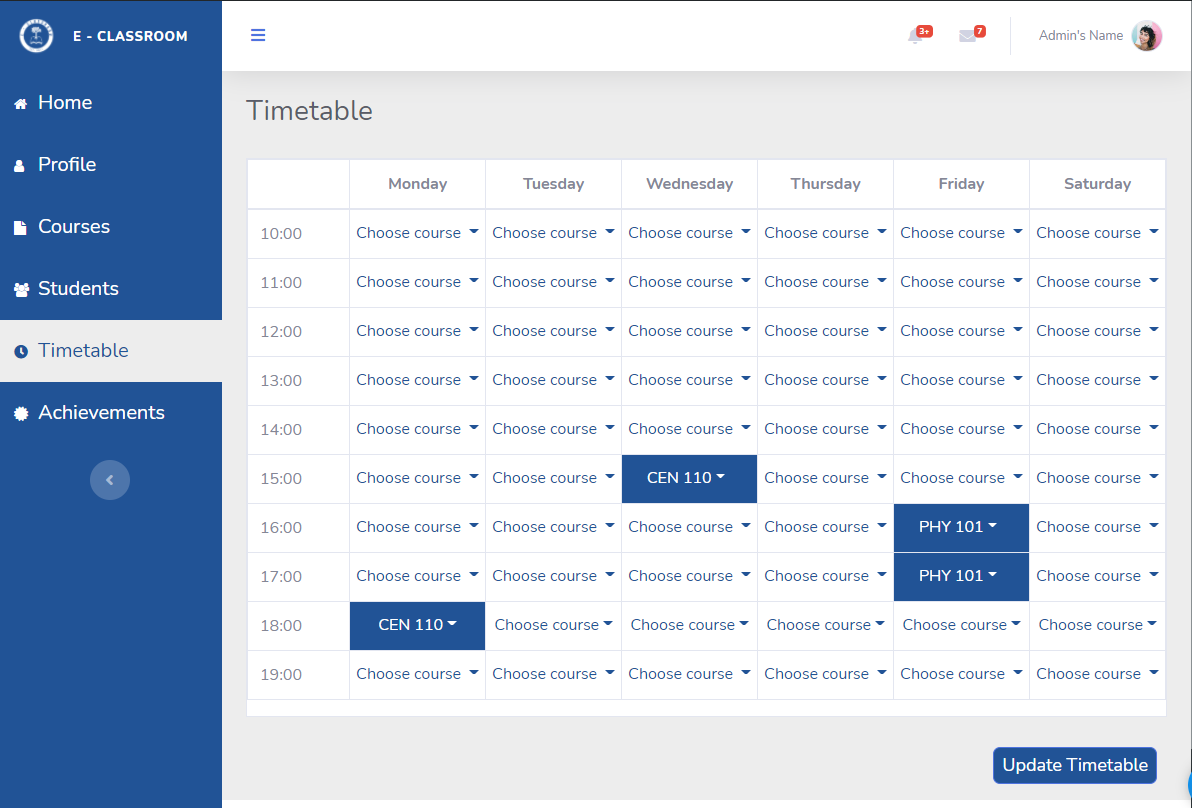 E - CLASSROOM
3+ 7 Admin's Name
Home
Profile
Courses
Students
Timetable
Achievements
Timetable
Monday Tuesday Wednesday Thursday Friday Saturday
10:00 Choose course Choose course Choose course Choose course Choose course Choose course
11:00 Choose course Choose course Choose course Choose course Choose course Choose course
12:00 Choose course Choose course Choose course Choose course Choose course Choose course
13:00 Choose course Choose course Choose course Choose course Choose course Choose course
14:00 Choose course Choose course Choose course Choose course Choose course Choose course
15:00 Choose course Choose course CEN 110 Choose course Choose course Choose course
16:00 Choose course Choose course Choose course Choose course PHY 101 Choose course
17:00 Choose course Choose course Choose course Choose course PHY 101 Choose course
18:00 CEN 110 Choose course Choose course Choose course Choose course Choose course
19:00 Choose course Choose course Choose course Choose course Choose course Choose course
Update Timetable